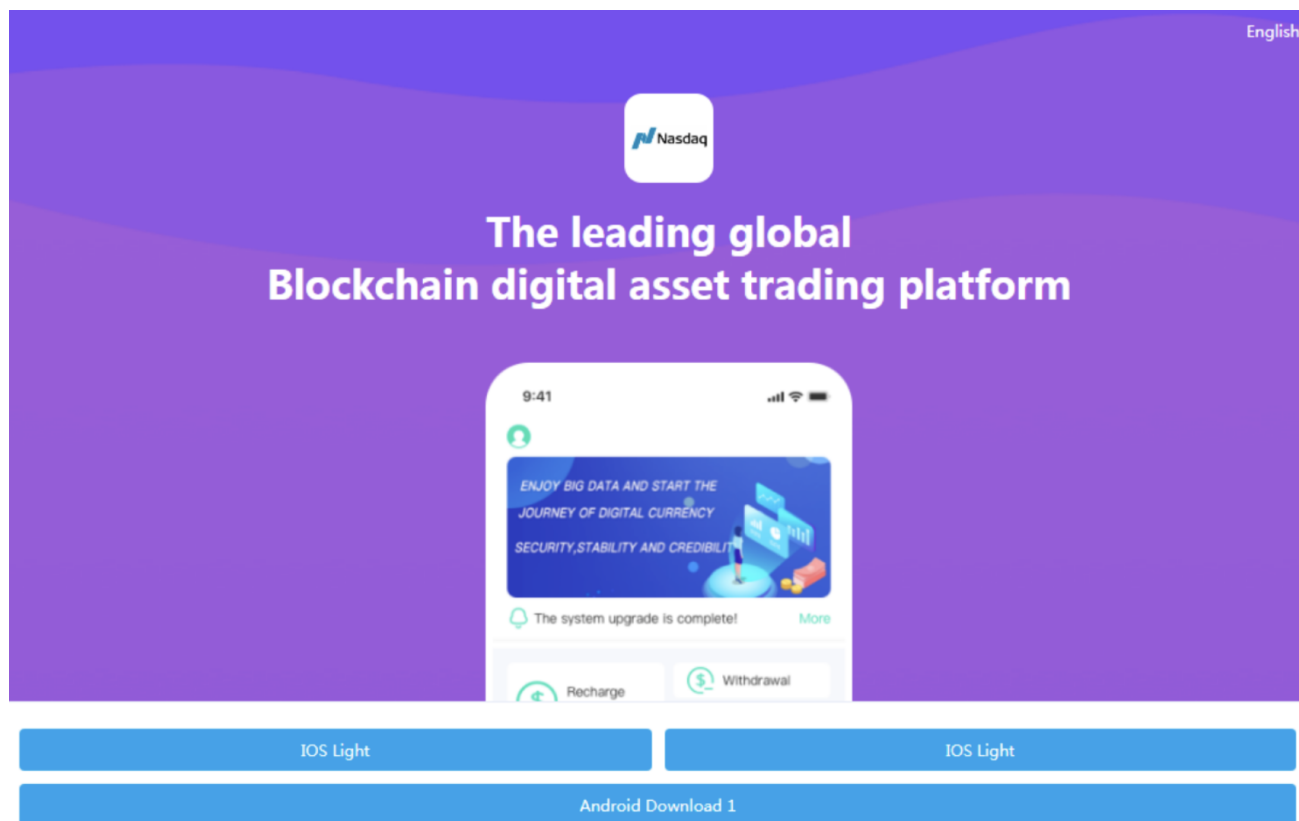 English
Nasdaq
The leading global
Blockchain digital asset trading platform
9:41
ENJOY BIG DATA AND START THE
JOURNEY OF DIGITAL CURRENCY
SECURITY,STABILITY AND CREDIBILIT
The system upgrade is complete! More
Recharge
Withdrawal
IOS Light
IOS Light
Android Download 1